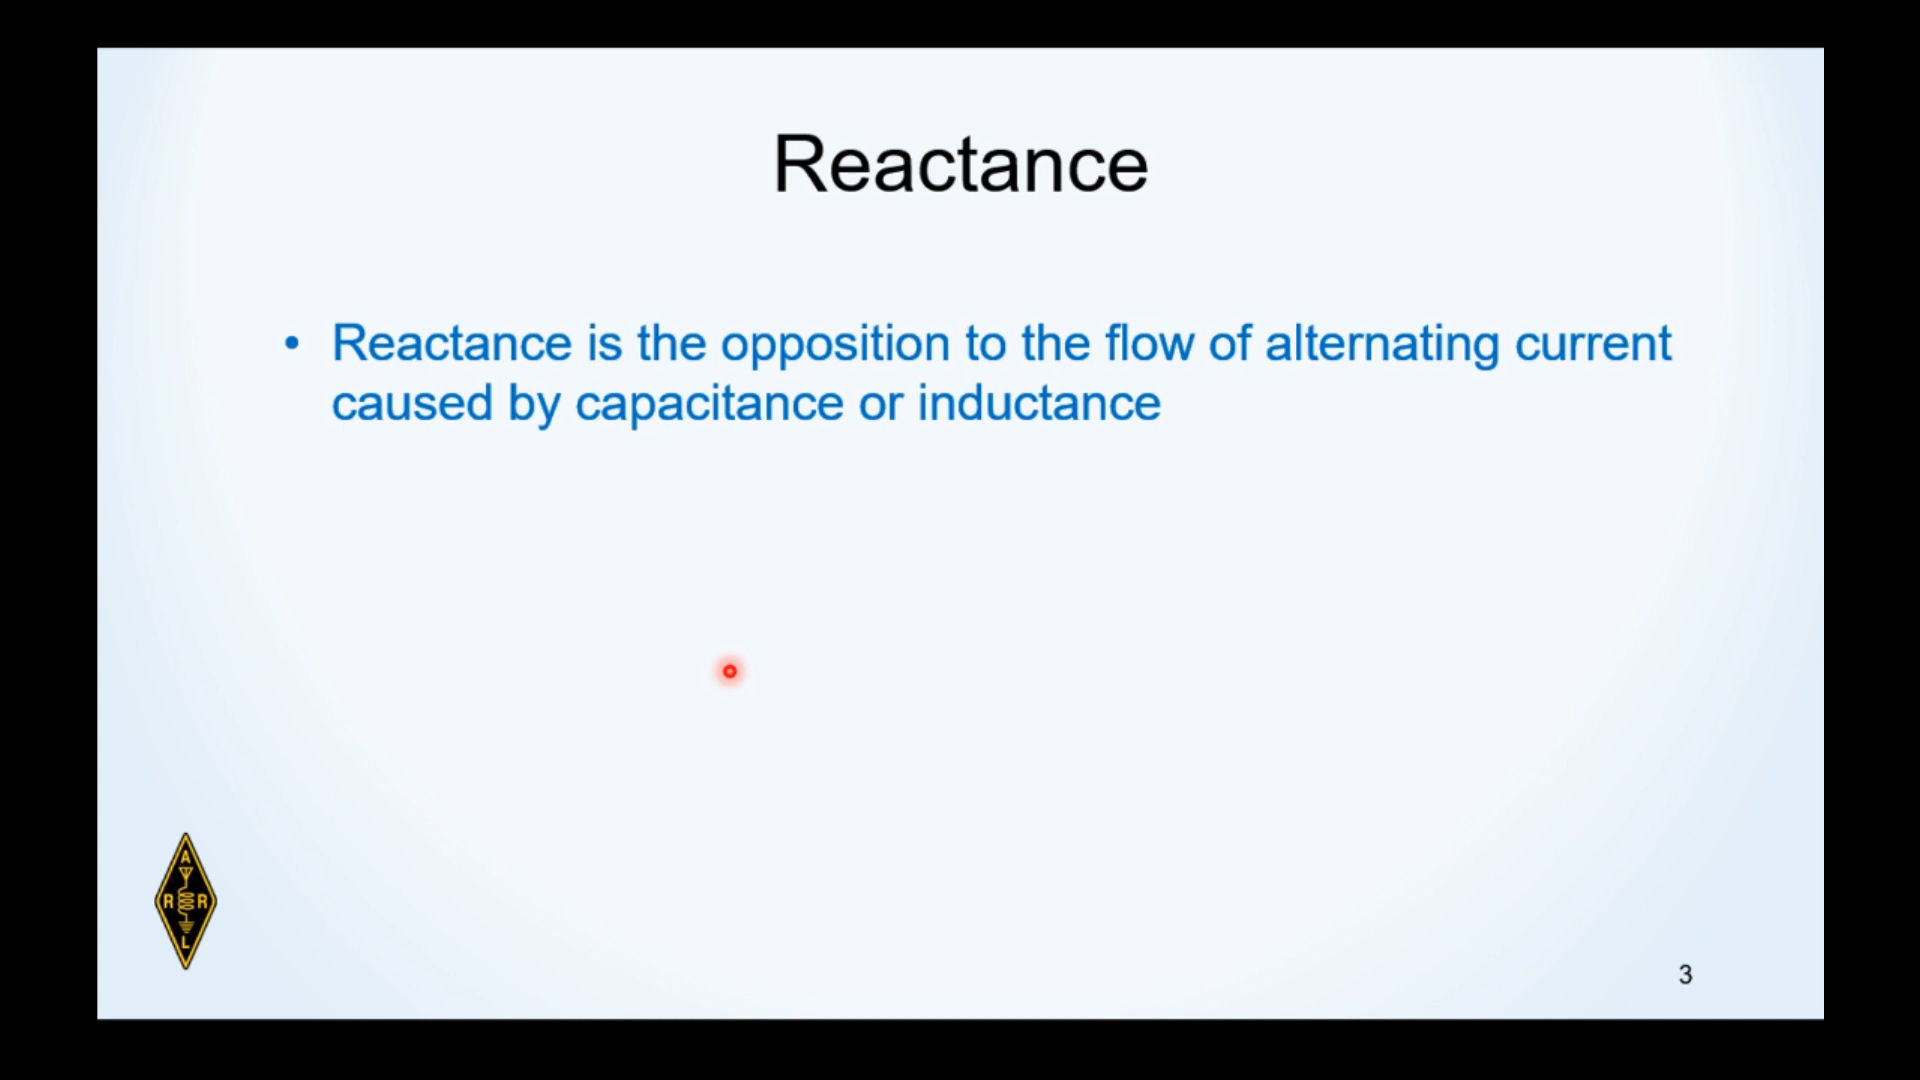 Reactance
• Reactance is the opposition to the flow of alternating current
caused by capacitance or inductance
A
R R
L
3